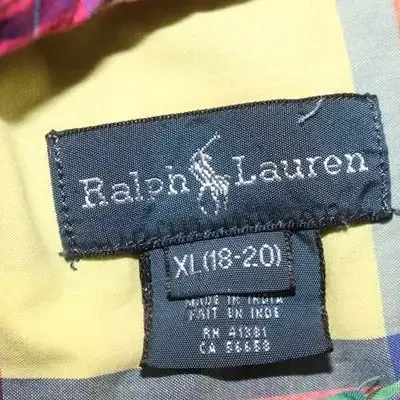 Ralph Lauren
XL(18-20)
MADE IN INDIA
FAIT EN INDE
RN 41381
CA 56658